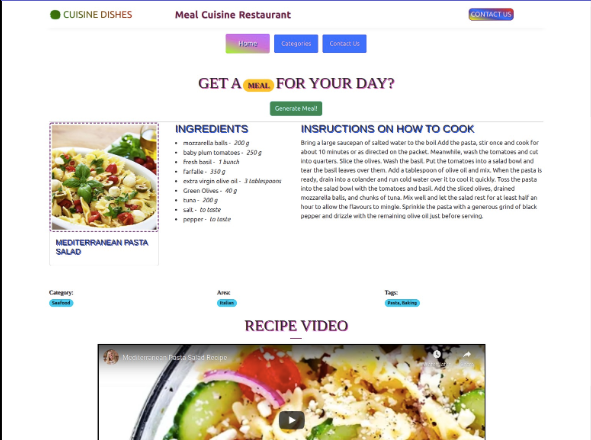 CUISINE DISHES
Meal Cuisine Restaurant
CONTACT US
Home
Categories
Contact Us
GET A MEAL FOR YOUR DAY?
Generate Meal!
INGREDIENTS
mozzarella balls - 200 g
baby plum tomatoes - 250 g
fresh basil - 1 bunch
farfalle - 350 g
extra virgin olive oil - 3 tablespoons
Green Olives - 40 g
tuna - 200 g
salt - to taste
pepper - to taste
MEDITERRANEAN PASTA
SALAD
INSRUCTIONS ON HOW TO COOK
Bring a large saucepan of salted water to the boil Add the pasta, stir once and cook for
about 10 minutes or as directed on the packet. Meanwhile, wash the tomatoes and cut
into quarters. Slice the olives. Wash the basil. Put the tomatoes into a salad bowl and
tear the basil leaves over them. Add a tablespoon of olive oil and mix. When the pasta is
ready, drain into a colander and run cold water over it to cool it quickly. Toss the pasta
into the salad bowl with the tomatoes and basil. Add the sliced olives, drained
mozzarella balls, and chunks of tuna. Mix well and let the salad rest for at least half an
hour to allow the flavours to mingle. Sprinkle the pasta with a generous grind of black
pepper and drizzle with the remaining olive oil just before serving.
Category:
Seafood
Area:
Italian
Tags:
Pasta, Baking
RECIPE VIDEO
Mediterranean Pasta Salad Recipe